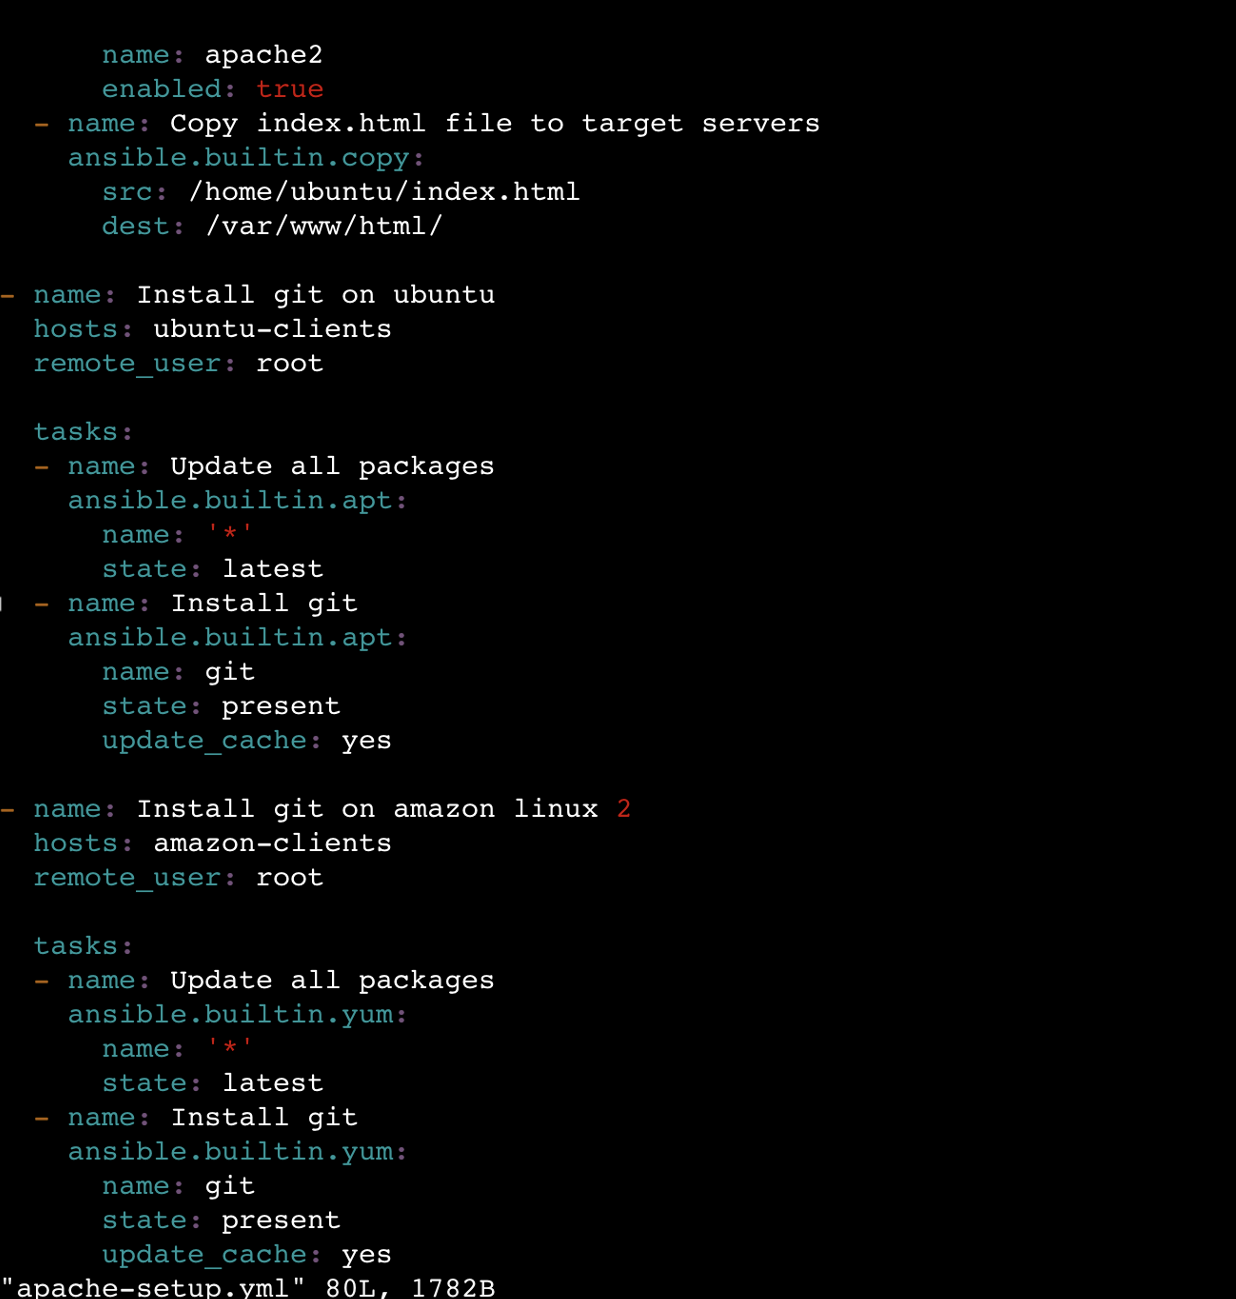 name: apache2
enabled: true
- name: Copy index.html file to target servers
ansible.builtin.copy:
src: /home/ubuntu/index.html
dest: /var/www/html/
- name: Install git on ubuntu
hosts: ubuntu-clients
remote_user: root
tasks:
- name: Update all packages
ansible.builtin.apt:
name: '*'
state: latest
- name: Install git
ansible.builtin.apt:
name: git
state: present
update_cache: yes
- name: Install git on amazon linux 2
hosts: amazon-clients
remote_user: root
tasks:
- name: Update all packages
ansible.builtin.yum:
name: '*'
state: latest
- name: Install git
ansible.builtin.yum:
name: git
state: present
update_cache: yes
"apache-setup.yml" 80L, 1782B